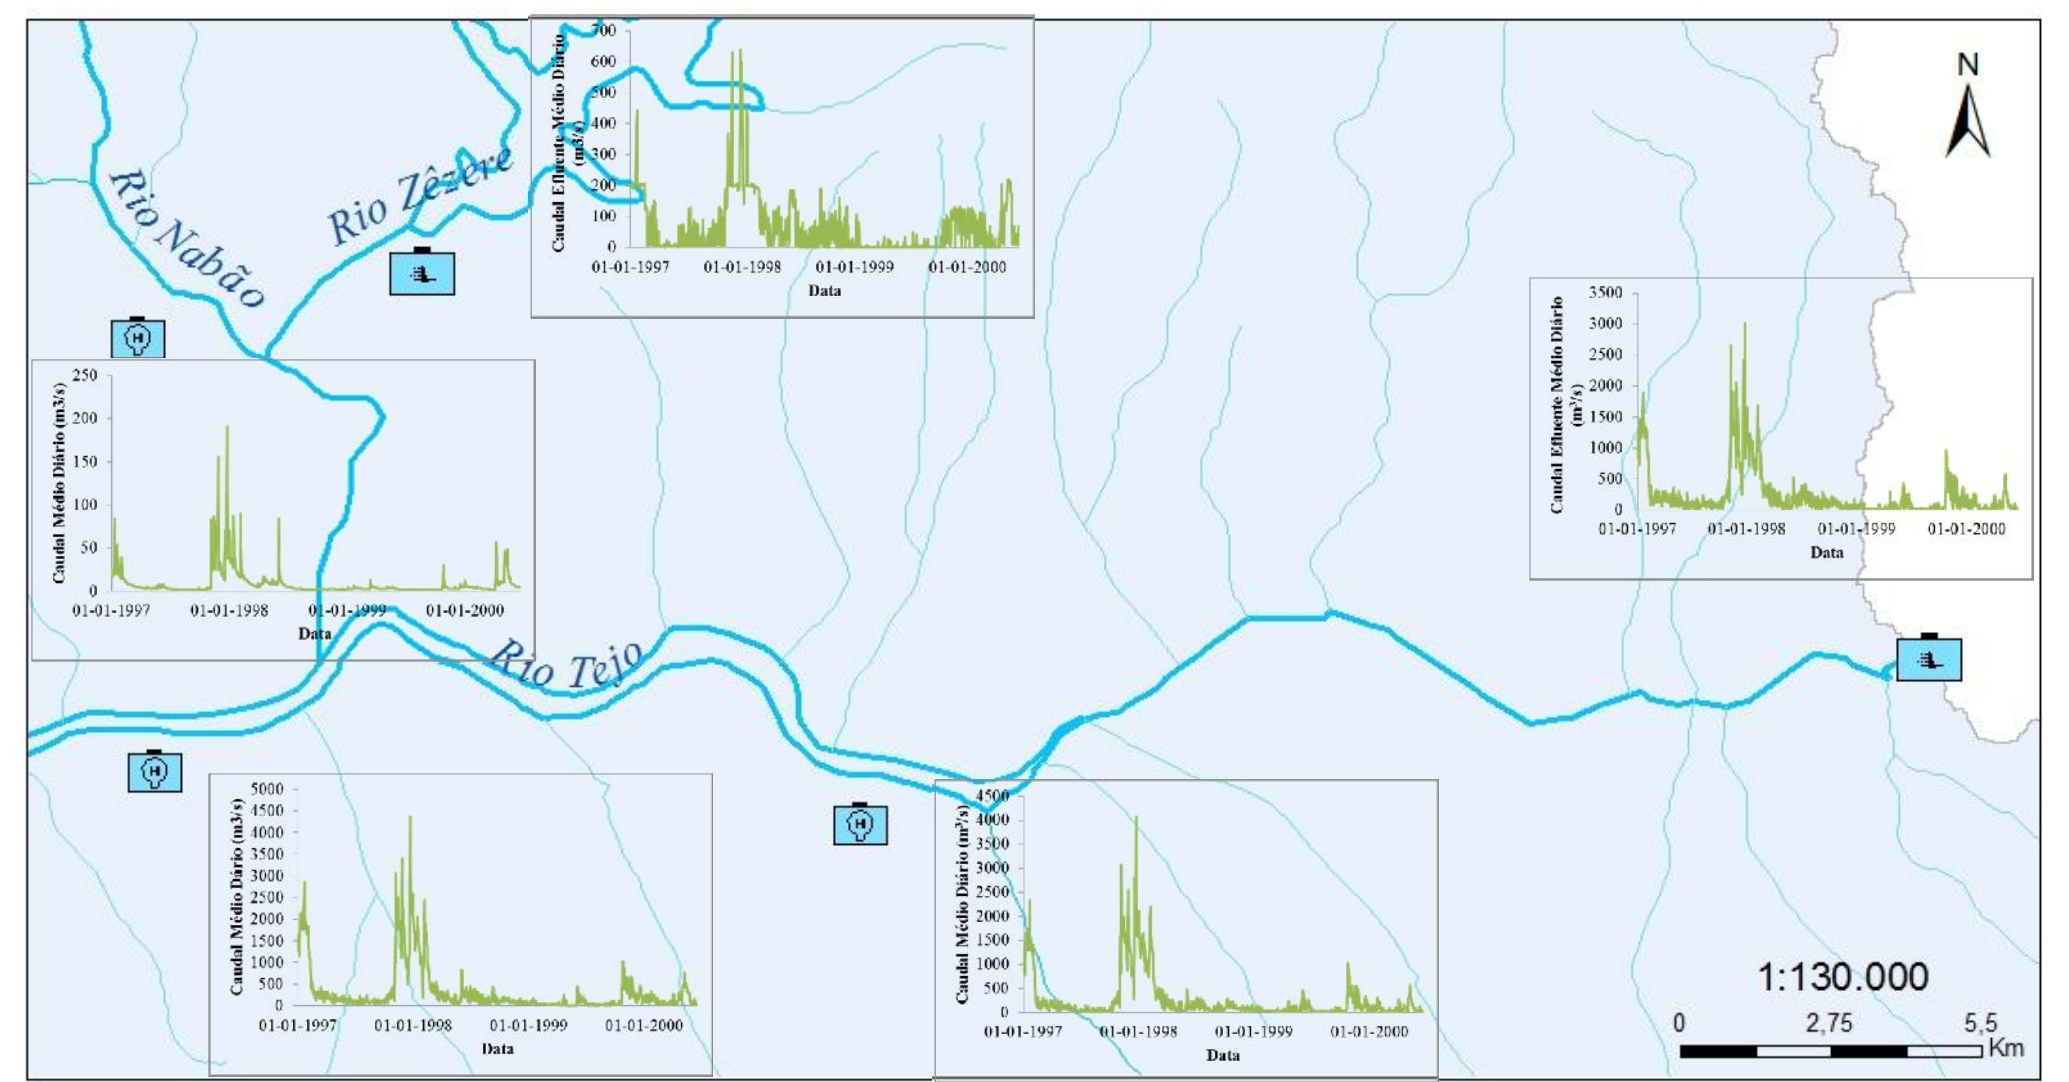 N
Rio Nabão
Rio Zêzere
Rio Tejo
Caudal Efluente Médio Diário
(m3/s)
700
600
500
400
300
200
100
0
01-01-1997 01-01-1998 01-01-1999 01-01-2000
Data
Caudal Efluente Médio Diário
(m³/s)
3500
3000
2500
2000
1500
1000
500
0
01-01-1997 01-01-1998 01-01-1999 01-01-2000
Data
H
Caudal Médio Diário (m3/s)
250
200
150
100
50
0
01-01-1997 01-01-1998 01-01-1999 01-01-2000
Data
H
Caudal Médio Dário (m3/s)
5000
4500
4000
3500
3000
2500
2000
1500
1000
500
0
01-01-1997 01-01-1998 01-01-1999 01-01-2000
Data
H
Caudal Médio Diário (m³/s)
4500
4000
3500
3000
2500
2000
1500
1000
500
0
01-01-1997 01-01-1998 01-01-1999 01-01-2000
Data
1:130.000
0 2,75 5,5
Km